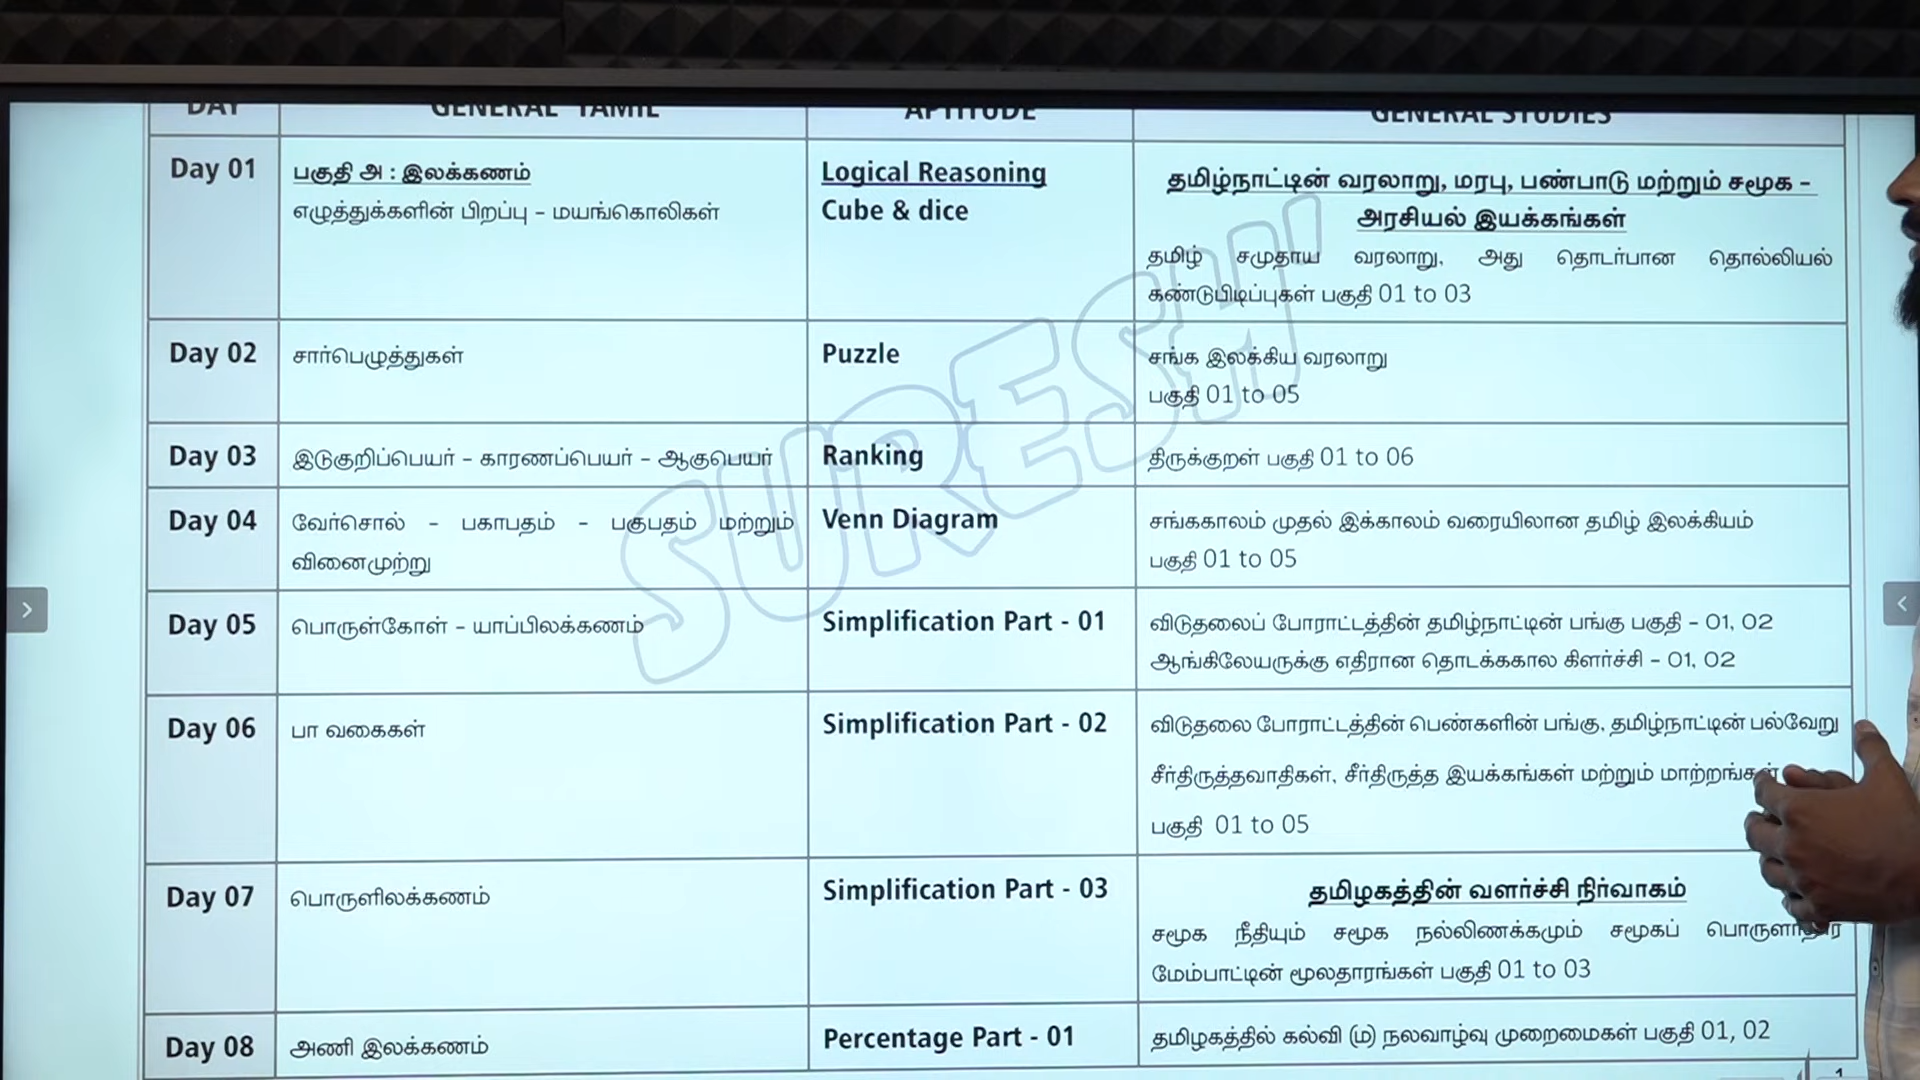 DAY GENERAL TAMIL APTITUDE GENERAL STUDIES
Day 01
பகுதி அ : இலக்கணம்
எழுத்துக்களின் பிறப்பு – மயங்கொலிகள்
Logical Reasoning
Cube & dice
தமிழ்நாட்டின் வரலாறு, மரபு, பண்பாடு மற்றும் சமூக –
அரசியல் இயக்கங்கள்
தமிழ் சமுதாய வரலாறு, அது தொடர்பான தொல்லியல்
கண்டுபிடிப்புகள் பகுதி 01 to 03
Day 02
சார்பெழுத்துகள்
Puzzle
சங்க இலக்கிய வரலாறு
பகுதி 01 to 05
Day 03
இடுகுறிப்பெயர் – காரணப்பெயர் – ஆகுபெயர்
Ranking
திருக்குறள் பகுதி 01 to 06
Day 04
வேர்சொல் – பகாபதம் – பகுபதம் மற்றும்
வினைமுற்று
Venn Diagram
சங்ககாலம் முதல் இக்காலம் வரையிலான தமிழ் இலக்கியம்
பகுதி 01 to 05
Day 05
பொருள்கோள் – யாப்பிலக்கணம்
Simplification Part - 01
விடுதலைப் போராட்டத்தின் தமிழ்நாட்டின் பங்கு பகுதி – 01, 02
ஆங்கிலேயருக்கு எதிரான தொடக்ககால கிளர்ச்சி – 01, 02
Day 06
பா வகைகள்
Simplification Part - 02
விடுதலை போராட்டத்தின் பெண்களின் பங்கு, தமிழ்நாட்டின் பல்வேறு
சீர்திருத்தவாதிகள், சீர்திருத்த இயக்கங்கள் மற்றும் மாற்றங்கள்
பகுதி 01 to 05
Day 07
பொருளிலக்கணம்
Simplification Part - 03
தமிழகத்தின் வளர்ச்சி நிர்வாகம்
சமூக நீதியும் சமூக நல்லிணக்கமும் சமூகப் பொருளாதார
மேம்பாட்டின் மூலதாரங்கள் பகுதி 01 to 03
Day 08
அணி இலக்கணம்
Percentage Part - 01
தமிழகத்தில் கல்வி (ம) நலவாழ்வு முறைமைகள் பகுதி 01, 02
SURESH'